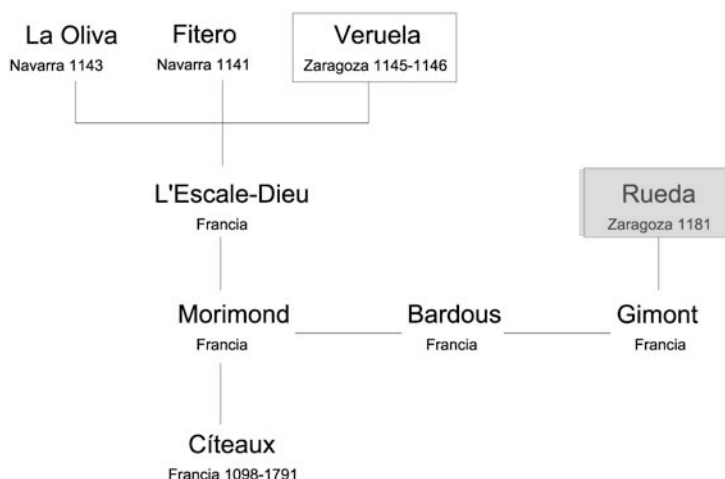 La Oliva
Navarra 1143
Fitero
Navarra 1141
Veruela
Zaragoza 1145-1146
L'Escale-Dieu
Francia
Rueda
Zaragoza 1181
Morimond
Francia
Bardous
Francia
Gimont
Francia
Cíteaux
Francia 1098-1791